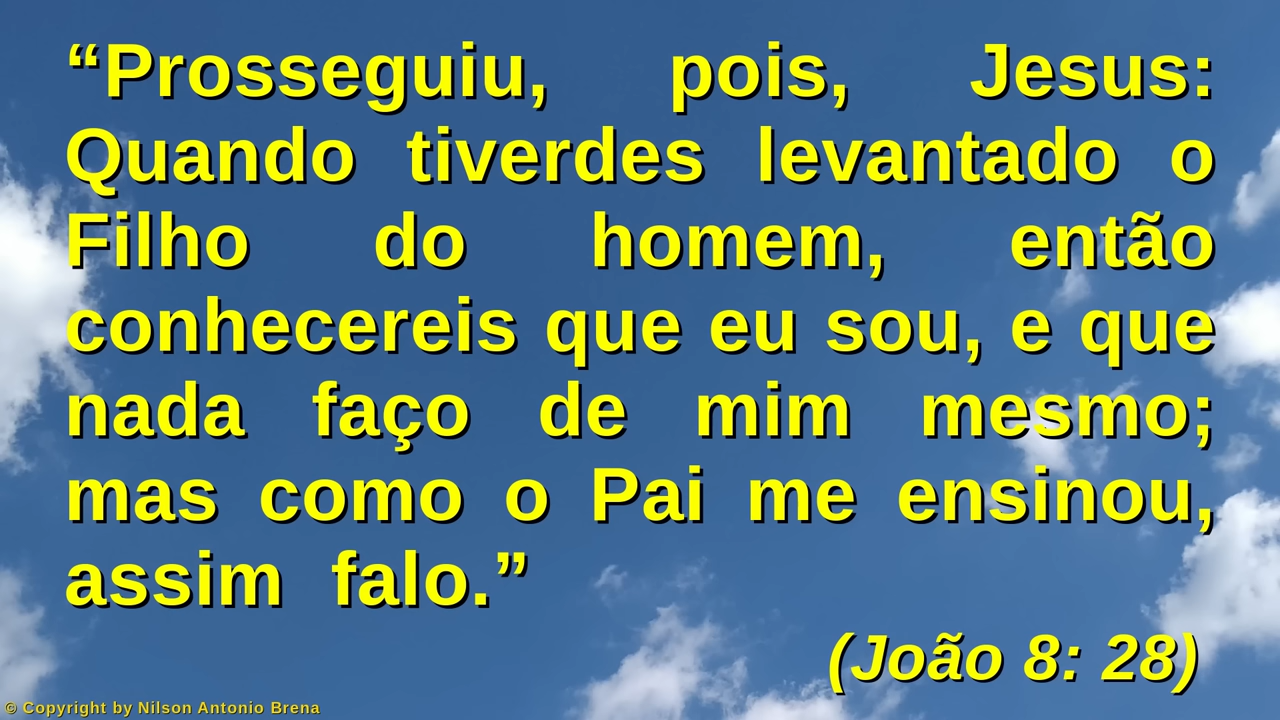 “Prosseguiu, pois, Jesus:
Quando tiverdes levantado o
Filho do homem, então
conhecereis que eu sou, e que
nada faço de mim mesmo;
mas como o Pai me ensinou,
assim falo.”
(João 8: 28)
© Copyright by Nilson Antonio Brena